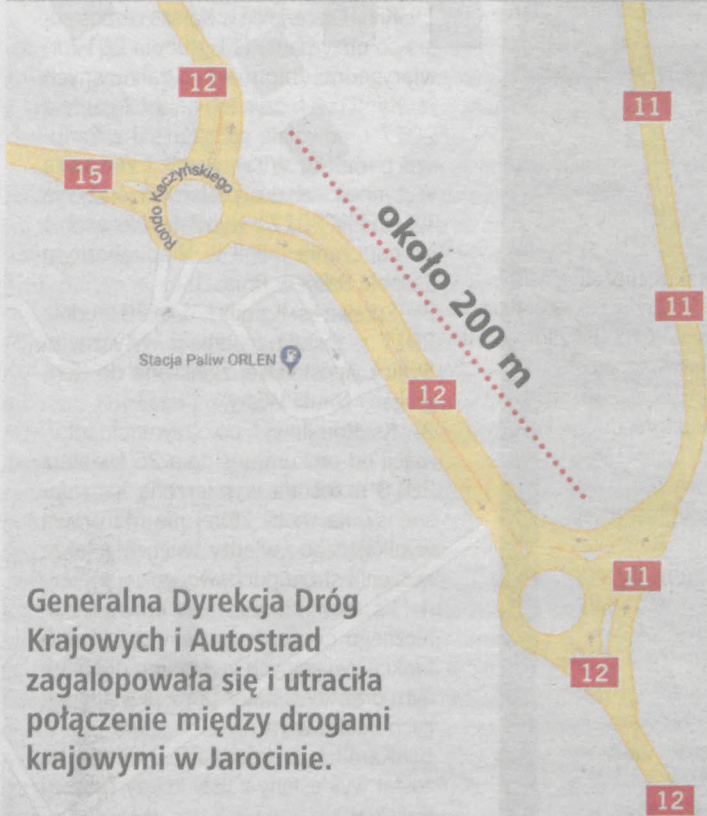 12
11
15
Rondo Kaczyńskiego
około 200 m
11
Stacja Paliw ORLEN
12
11
12
Generalna Dyrekcja Dróg
Krajowych i Autostrad
zagalopowała się i utraciła
połączenie między drogami
krajowymi w Jarocinie.
12